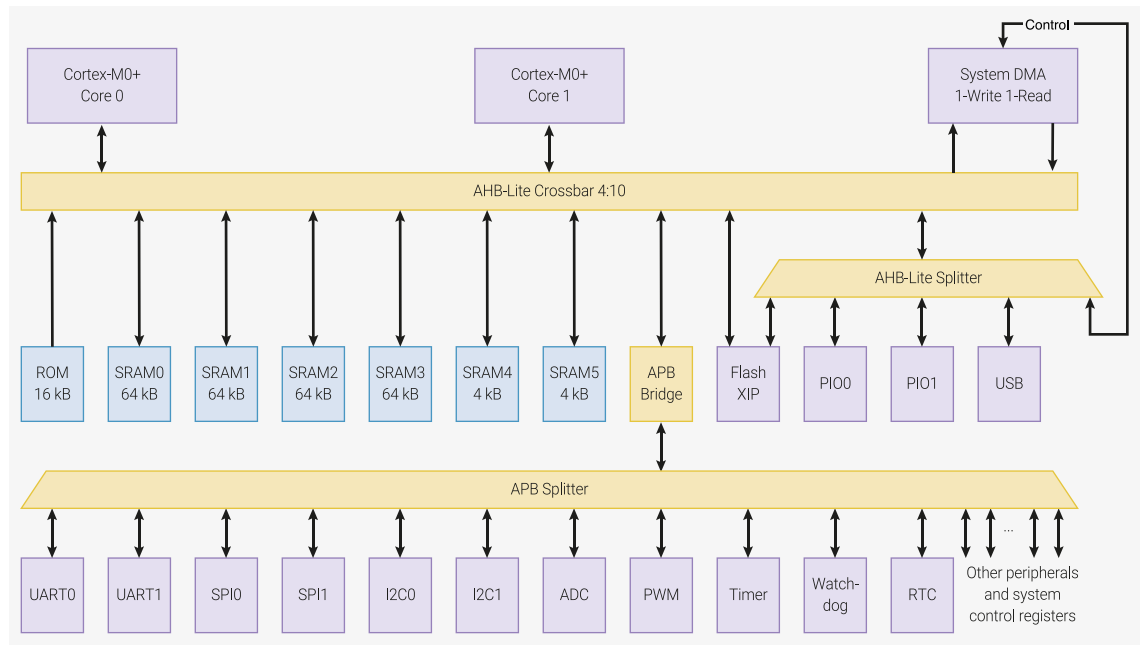 Control
Cortex-M0+
Core 0
Cortex-M0+
Core 1
System DMA
1-Write 1-Read
AHB-Lite Crossbar 4:10
AHB-Lite Splitter
ROM
16 kB
SRAM0
64 kB
SRAM1
64 kB
SRAM2
64 kB
SRAM3
64 kB
SRAM4
4 kB
SRAM5
4 kB
APB
Bridge
Flash
XIP
PIO0
PIO1
USB
APB Splitter
...
UART0
UART1
SPI0
SPI1
I2C0
I2C1
ADC
PWM
Timer
Watch-
dog
RTC
Other peripherals
and system
control registers